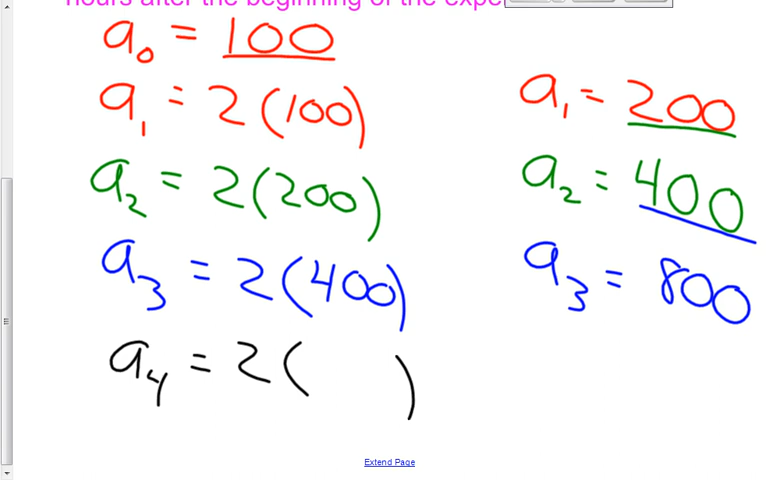 hours after the beginning of the expe
a₀ = 100
a₁ = 2(100) a₁ = 200
a₂ = 2(200) a₂ = 400
a₃ = 2(400) a₃ = 800
a₄ = 2( )
Extend Page